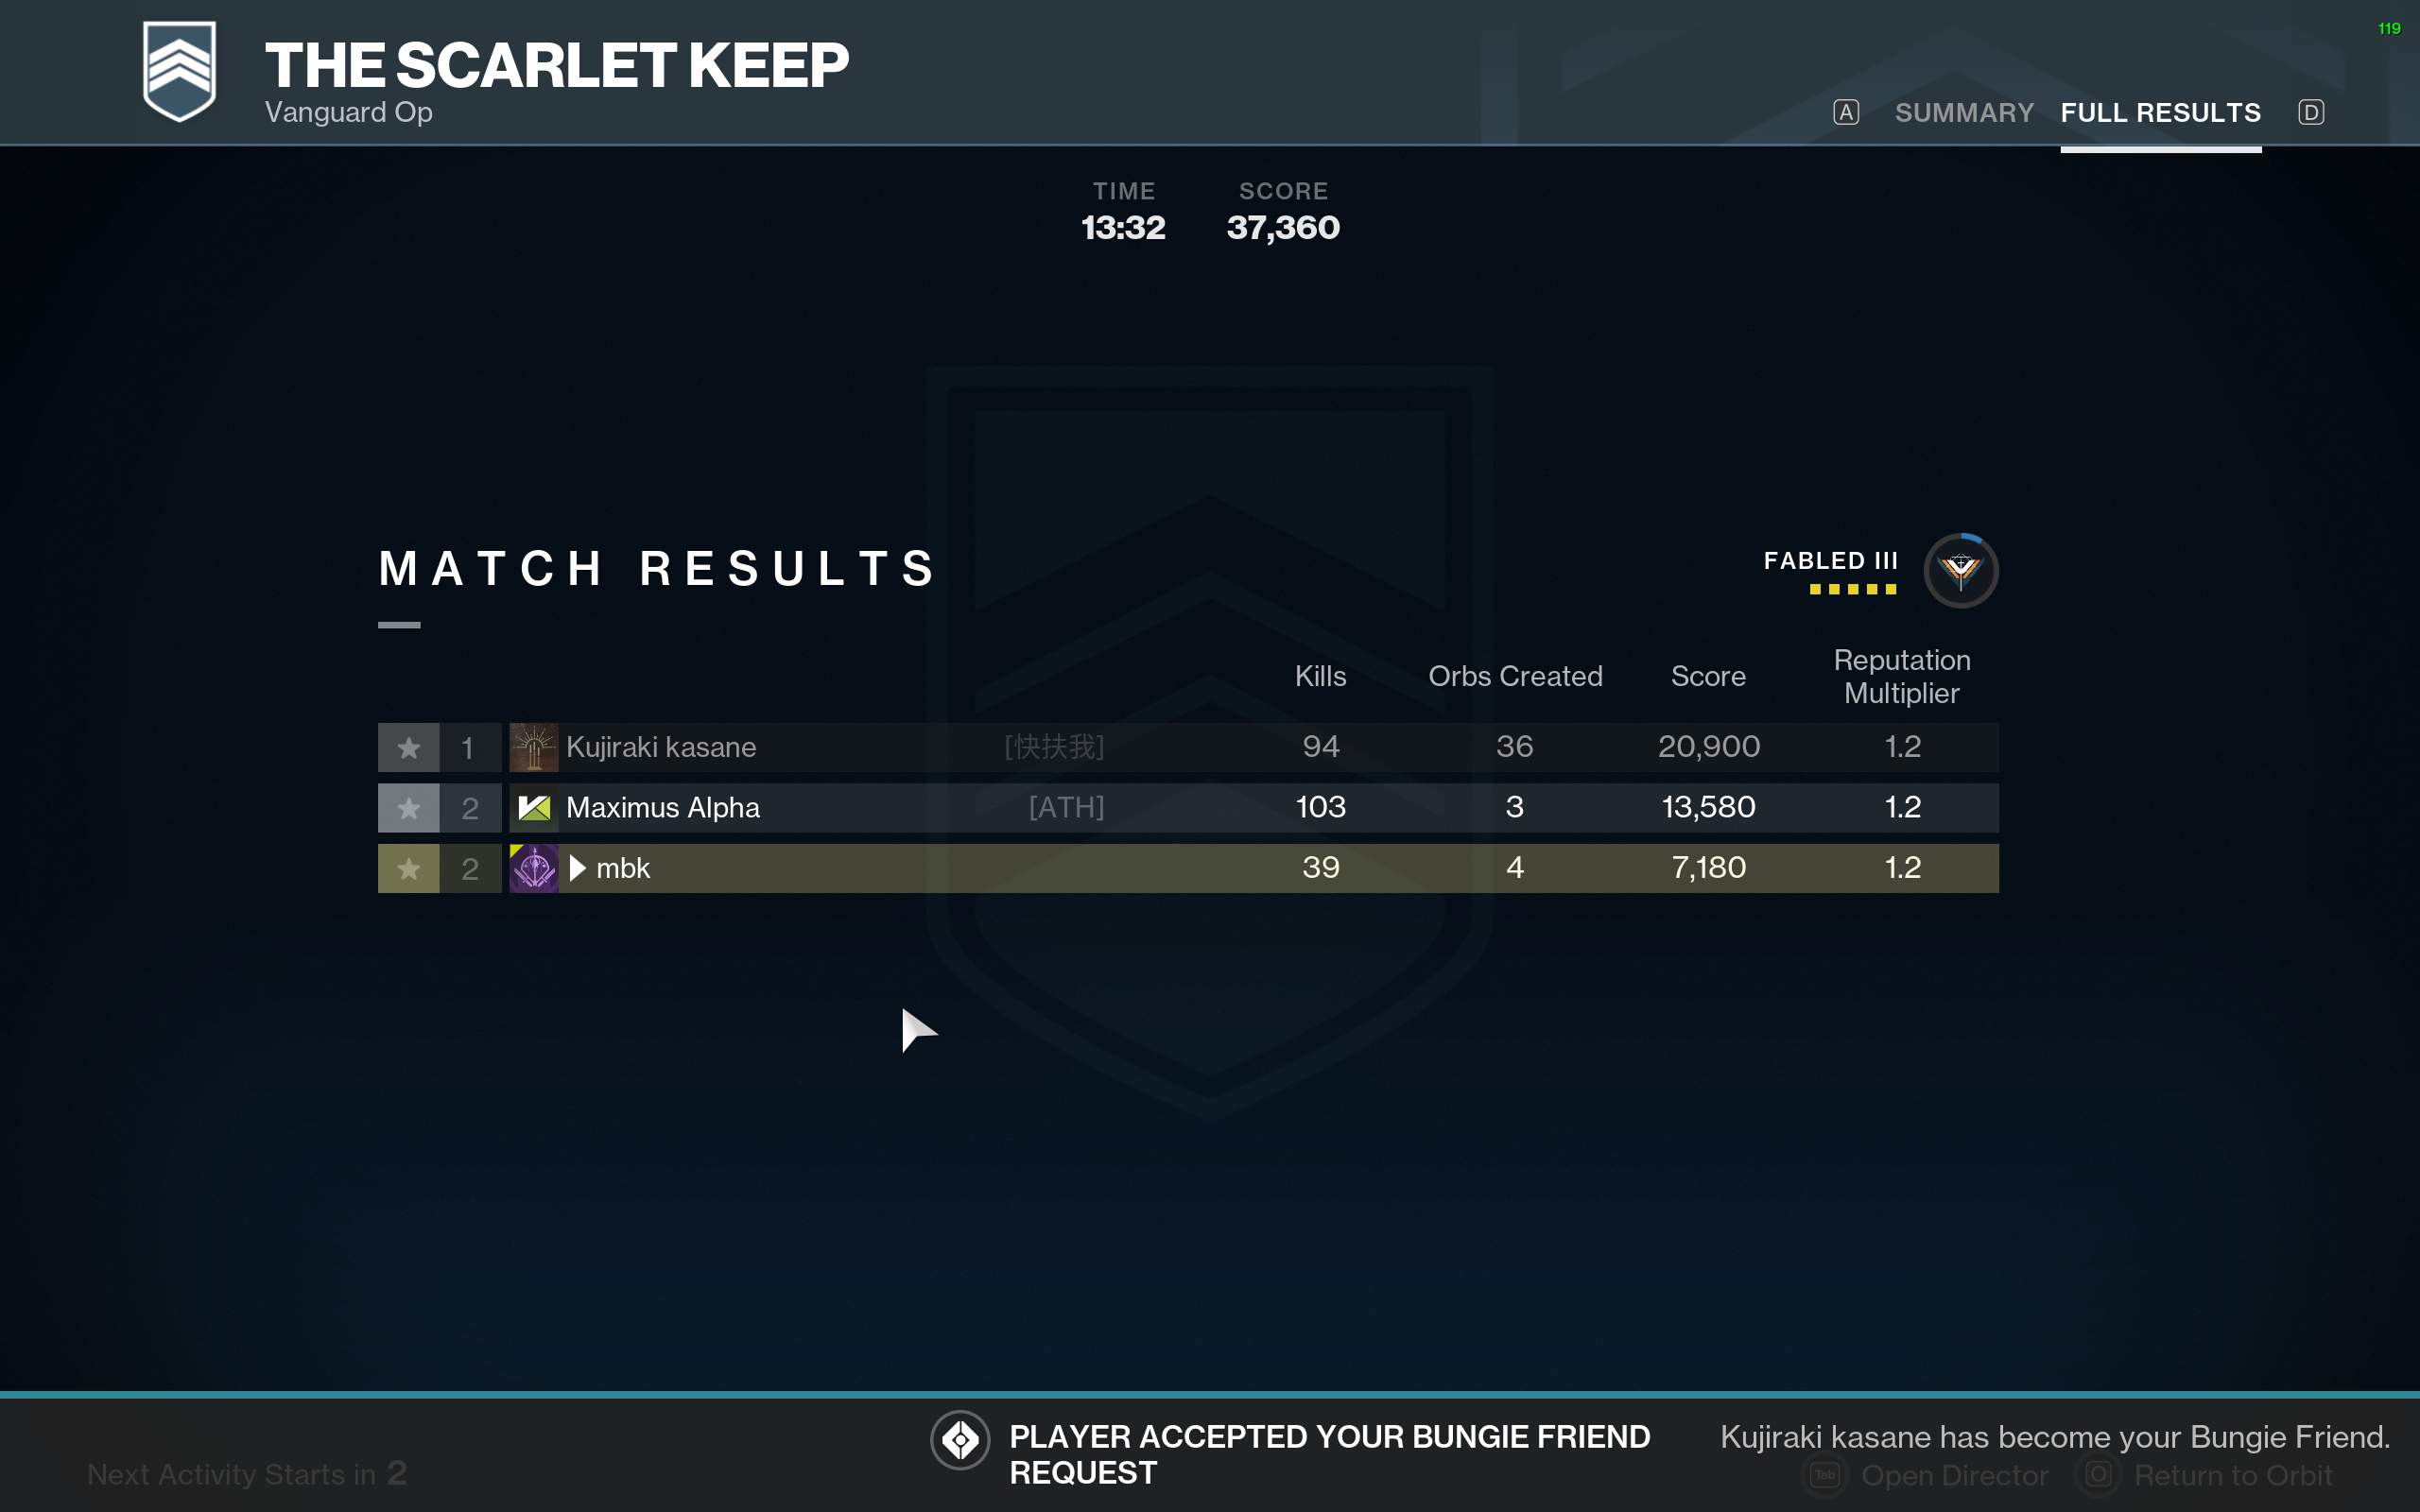 THE SCARLET KEEP
Vanguard Op
119
A SUMMARY FULL RESULTS D
TIME SCORE
13:32 37,360
MATCH RESULTS
FABLED III
Kills Orbs Created Score Reputation Multiplier
1 Kujiraki kasane [快扶我] 94 36 20,900 1.2
2 Maximus Alpha [ATH] 103 3 13,580 1.2
2 mbk 39 4 7,180 1.2
PLAYER ACCEPTED YOUR BUNGIE FRIEND
REQUEST
Kujiraki kasane has become your Bungie Friend.
Next Activity Starts in 2
Tab Open Director O Return to Orbit